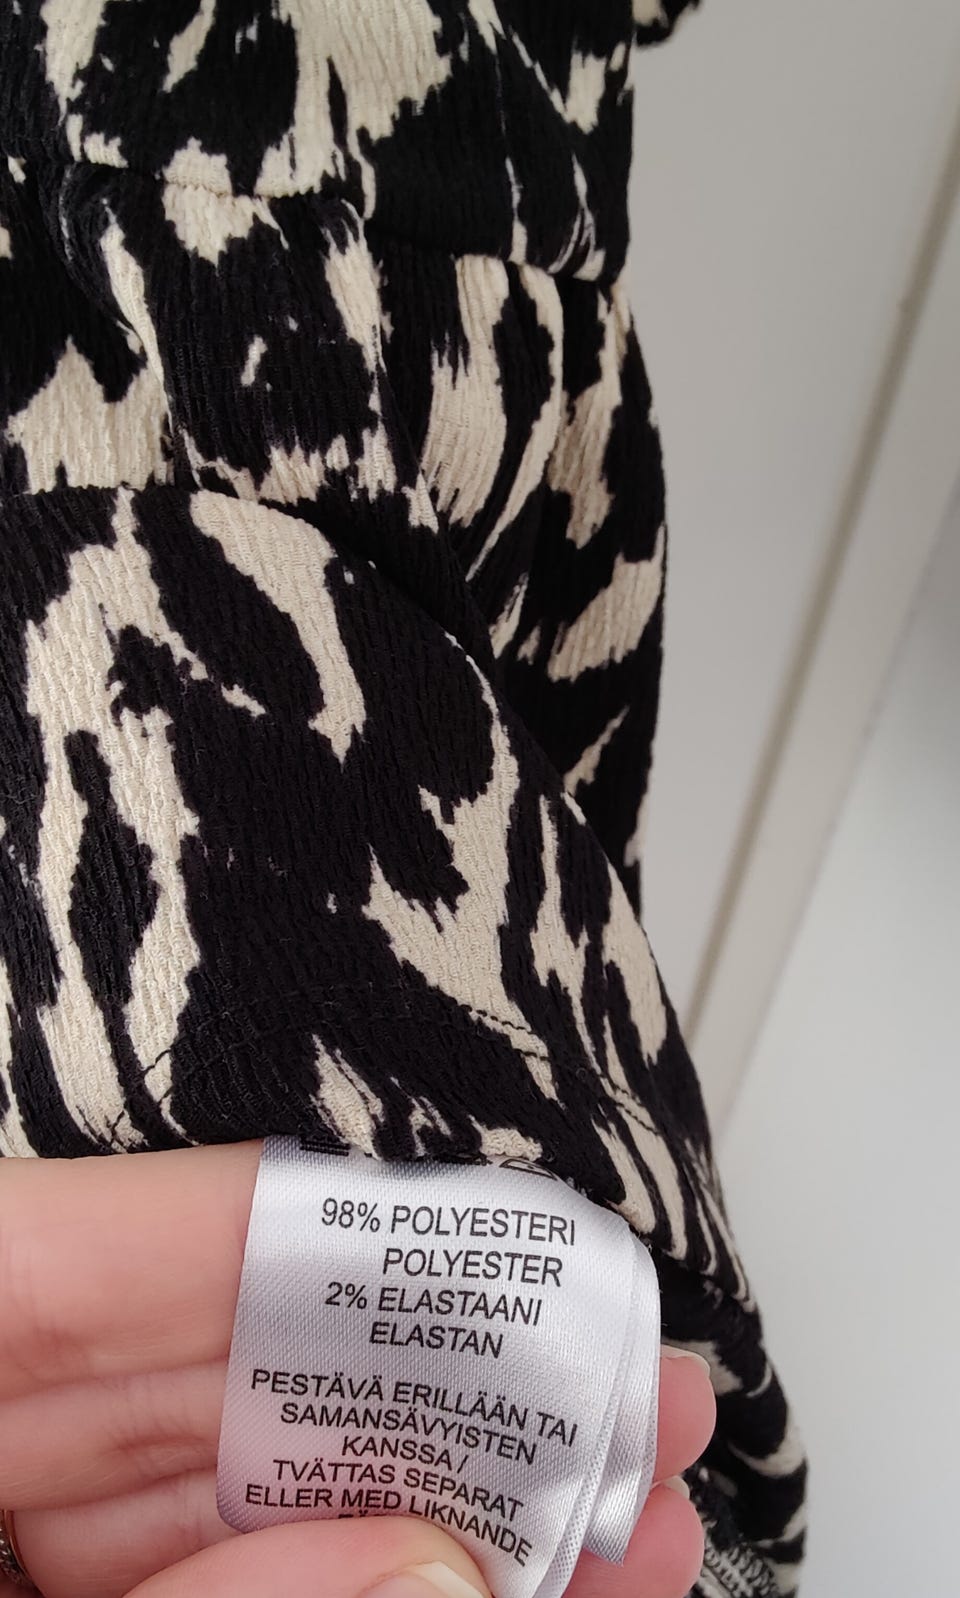 98% POLYESTERI
POLYESTER
2% ELASTAANI
ELASTAN
PESTÄVÄ ERILLÄÄN TAI
SAMANSÄVYISTEN
KANSSA /
TVÄTTAS SEPARAT
ELLER MED LIKNANDE